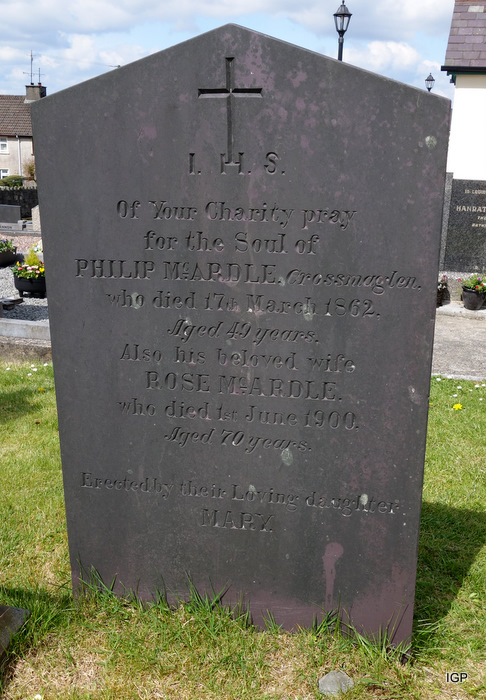 I. H. S.
Of Your Charity pray
for the Soul of
PHILIP McARDLE, Crossmaglen.
who died 17th March 1862.
Aged 49 years.
Also his beloved wife
ROSE McARDLE.
who died 1st June 1900.
Aged 70 years.
Erected by their Loving daughter
MARY.
HANRAT
IGP